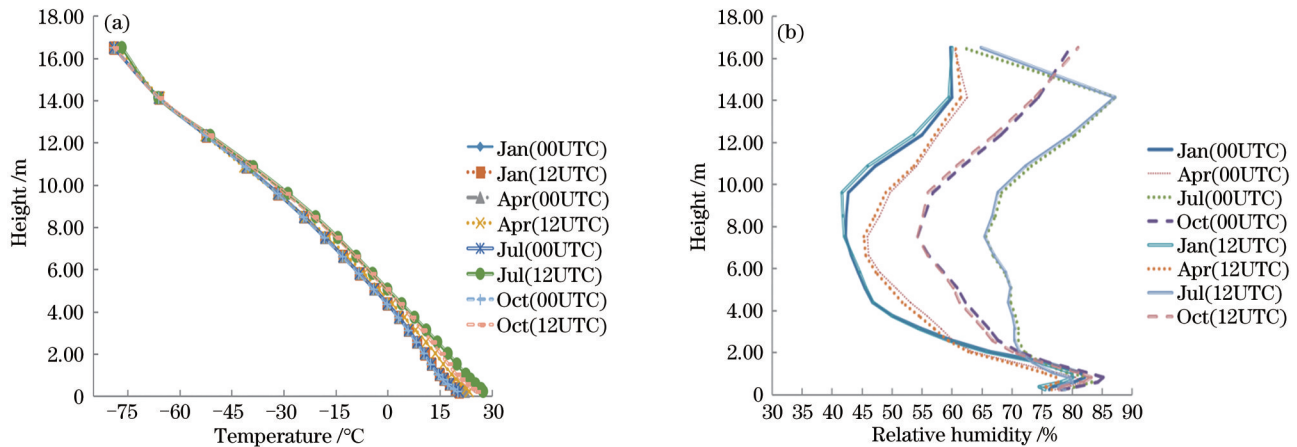 (a)
Height /m
18.00
16.00
14.00
12.00
10.00
8.00
6.00
4.00
2.00
0
−75 −60 −45 −30 −15 0 15 30
Temperature /°C
Jan(00UTC)
Jan(12UTC)
Apr(00UTC)
Apr(12UTC)
Jul(00UTC)
Jul(12UTC)
Oct(00UTC)
Oct(12UTC)
(b)
Height /m
18.00
16.00
14.00
12.00
10.00
8.00
6.00
4.00
2.00
0
30 35 40 45 50 55 60 65 70 75 80 85 90
Relative humidity /%
Jan(00UTC)
Apr(00UTC)
Jul(00UTC)
Oct(00UTC)
Jan(12UTC)
Apr(12UTC)
Jul(12UTC)
Oct(12UTC)